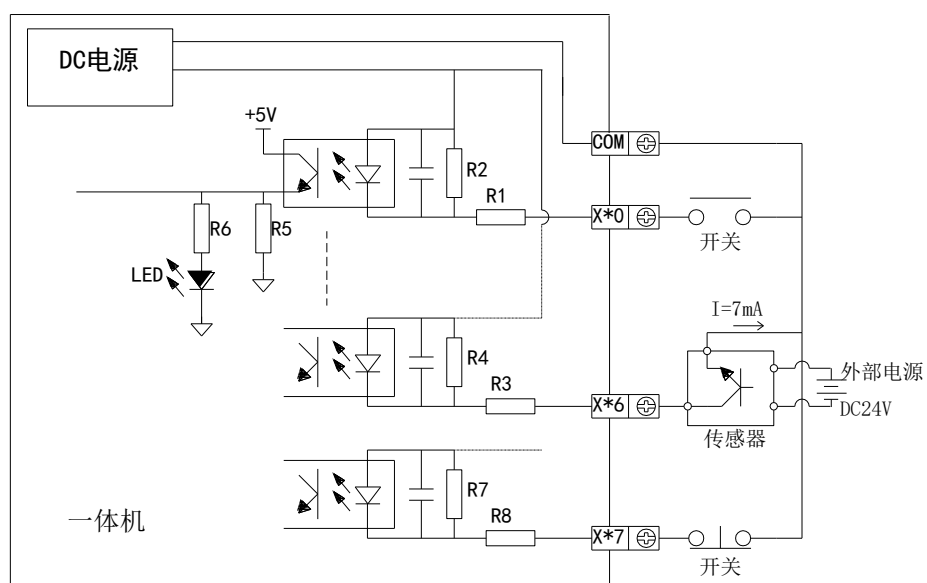 DC电源
+5V
COM
R2
R1
X*0
R6
R5
开关
LED
I=7mA
R4
R3
外部电源
X*6
DC24V
传感器
R7
一体机
R8
X*7
开关